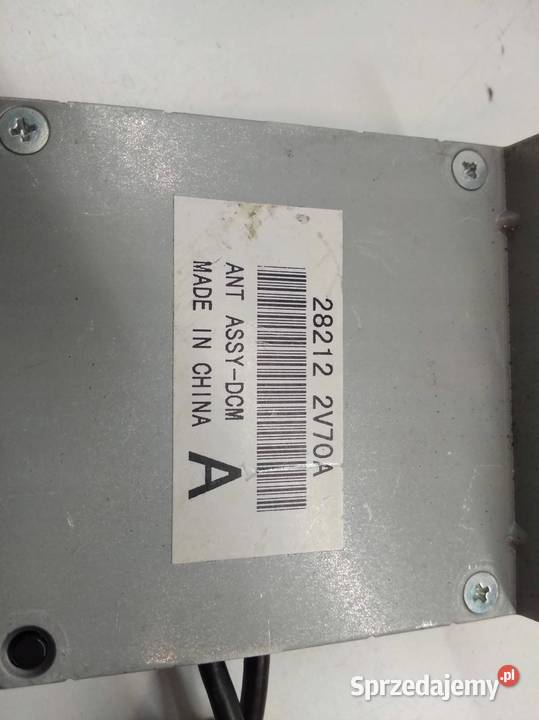 28212 2V70A
ANT ASSY-DCM
MADE IN CHINA
A
Sprzedajemy.pl